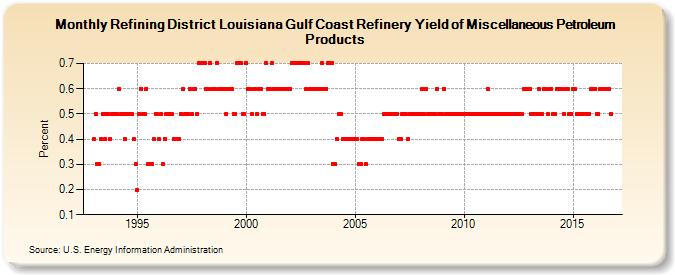 Monthly Refining District Louisiana Gulf Coast Refinery Yield of Miscellaneous Petroleum
Products
Percent
0.7
0.6
0.5
0.4
0.3
0.2
0.1
1995 2000 2005 2010 2015
Source: U.S. Energy Information Administration